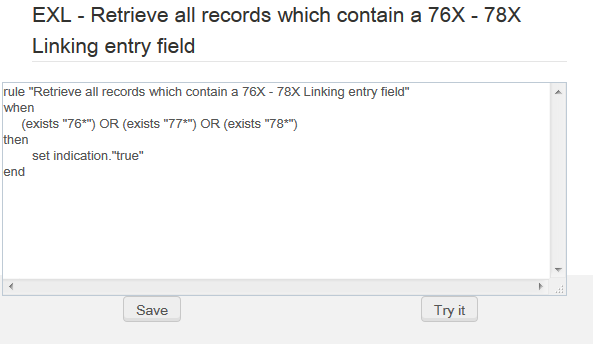 EXL - Retrieve all records which contain a 76X - 78X
Linking entry field
rule "Retrieve all records which contain a 76X - 78X Linking entry field"
when
(exists "76*") OR (exists "77*") OR (exists "78*")
then
set indication."true"
end
Save Try it